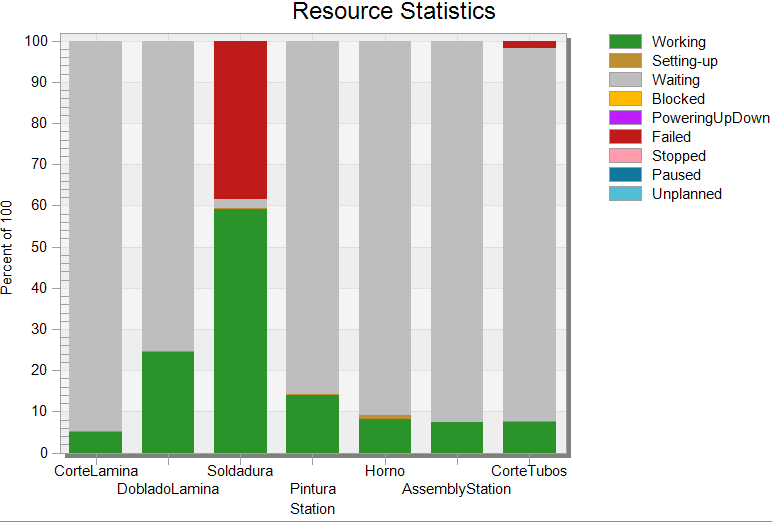 Resource Statistics
100
90
80
70
60
50
40
30
20
10
0
Percent of 100
CorteLamina
DobladoLamina
Soldadura
Pintura
Station
Horno
AssemblyStation
CorteTubos
Working
Setting-up
Waiting
Blocked
PoweringUpDown
Failed
Stopped
Paused
Unplanned